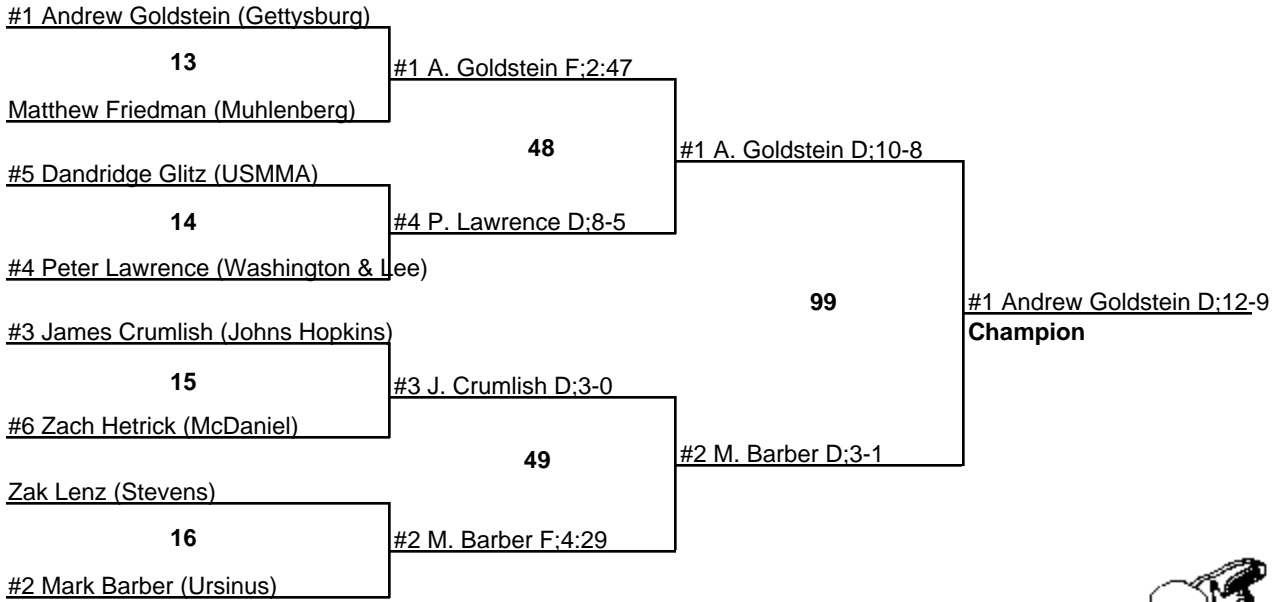 #1 Andrew Goldstein (Gettysburg)
13
#1 A. Goldstein F;2:47
Matthew Friedman (Muhlenberg)
48
#1 A. Goldstein D;10-8
#5 Dandridge Glitz (USMMA)
14
#4 P. Lawrence D;8-5
#4 Peter Lawrence (Washington & Lee)
99
#1 Andrew Goldstein D;12-9
Champion
#3 James Crumlish (Johns Hopkins)
15
#3 J. Crumlish D;3-0
#6 Zach Hetrick (McDaniel)
49
#2 M. Barber D;3-1
Zak Lenz (Stevens)
16
#2 M. Barber F;4:29
#2 Mark Barber (Ursinus)